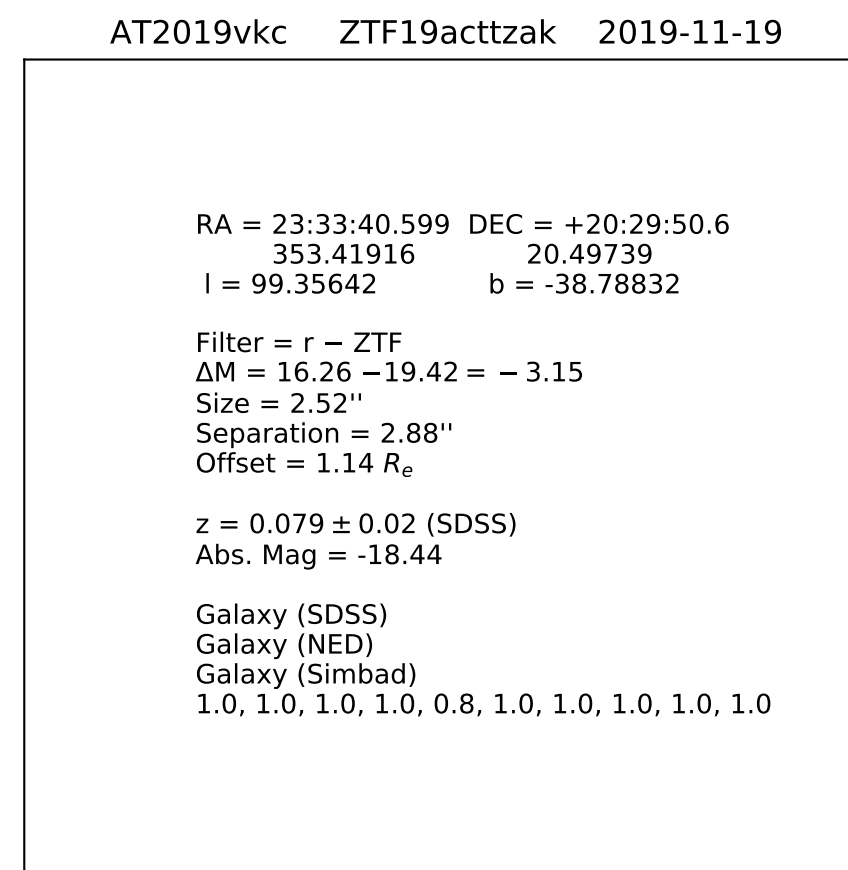 AT2019vkc ZTF19acttzak 2019-11-19
RA = 23:33:40.599 DEC = +20:29:50.6
353.41916 20.49739
l = 99.35642 b = -38.78832
Filter = r − ZTF
ΔM = 16.26 −19.42 = − 3.15
Size = 2.52''
Separation = 2.88''
Offset = 1.14 Rₑ
z = 0.079 ± 0.02 (SDSS)
Abs. Mag = -18.44
Galaxy (SDSS)
Galaxy (NED)
Galaxy (Simbad)
1.0, 1.0, 1.0, 1.0, 0.8, 1.0, 1.0, 1.0, 1.0, 1.0